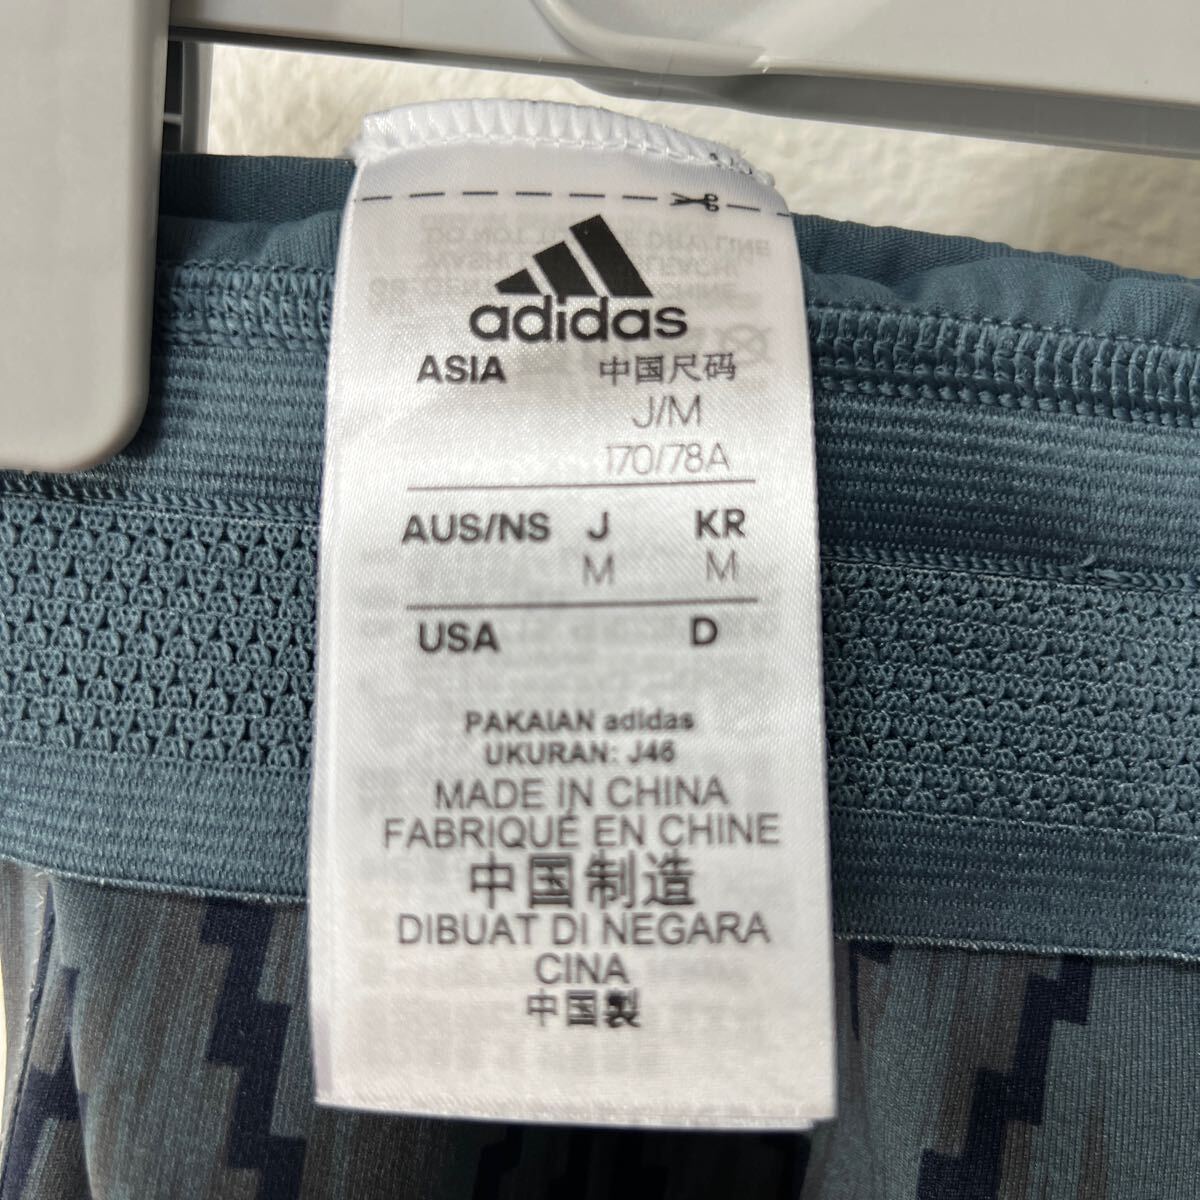 adidas
ASIA 中国尺码
J/M
170/78A
AUS/NS J KR
M M
USA D
PAKAIAN adidas
UKURAN: J46
MADE IN CHINA
FABRIQUÉ EN CHINE
中国制造
DIBUAT DI NEGARA
CINA
中国製